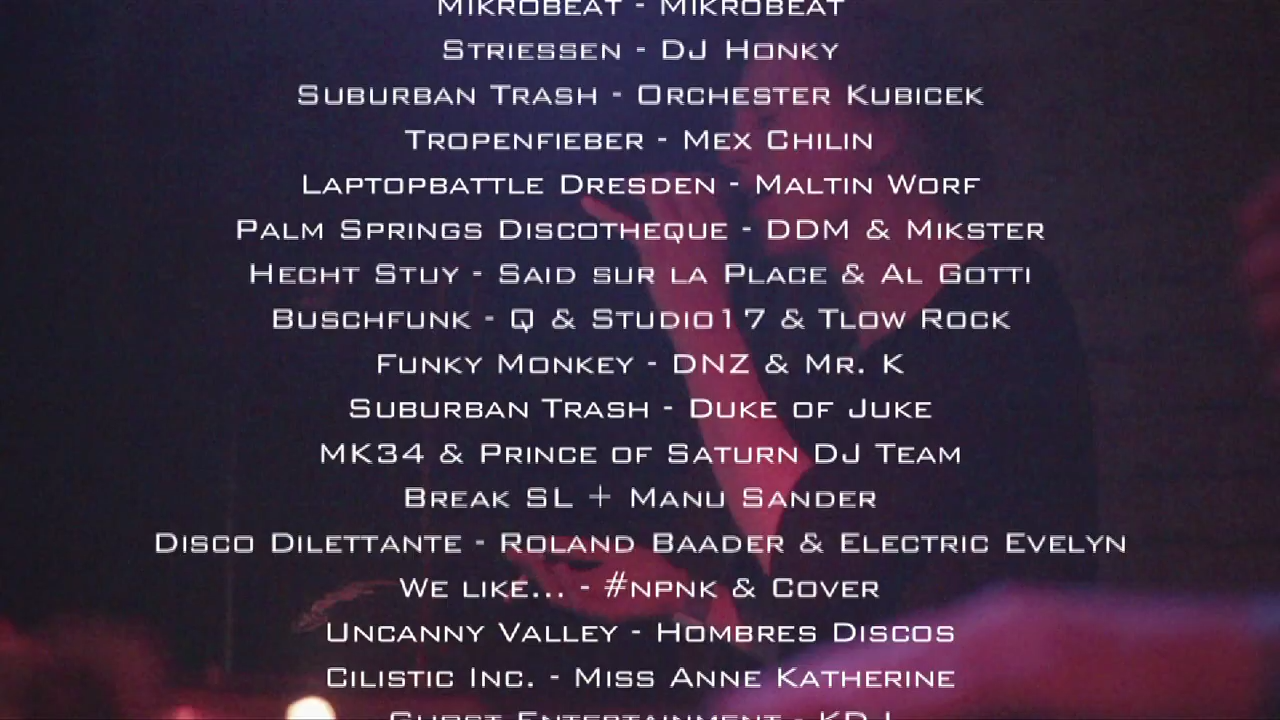 Mikrobeat - Mikrobeat
Striessen - DJ Honky
Suburban Trash - Orchester Kubicek
Tropenfieber - Mex Chilin
Laptopbattle Dresden - Maltin Worf
Palm Springs Discotheque - DDM & Mikster
Hecht Stuy - Said sur la Place & Al Gotti
Buschfunk - Q & Studio17 & Tlow Rock
Funky Monkey - DNZ & Mr. K
Suburban Trash - Duke of Juke
MK34 & Prince of Saturn DJ Team
Break SL + Manu Sander
Disco Dilettante - Roland Baader & Electric Evelyn
We like... - #npnk & Cover
Uncanny Valley - Hombres Discos
Cilistic Inc. - Miss Anne Katherine
Entertainment -